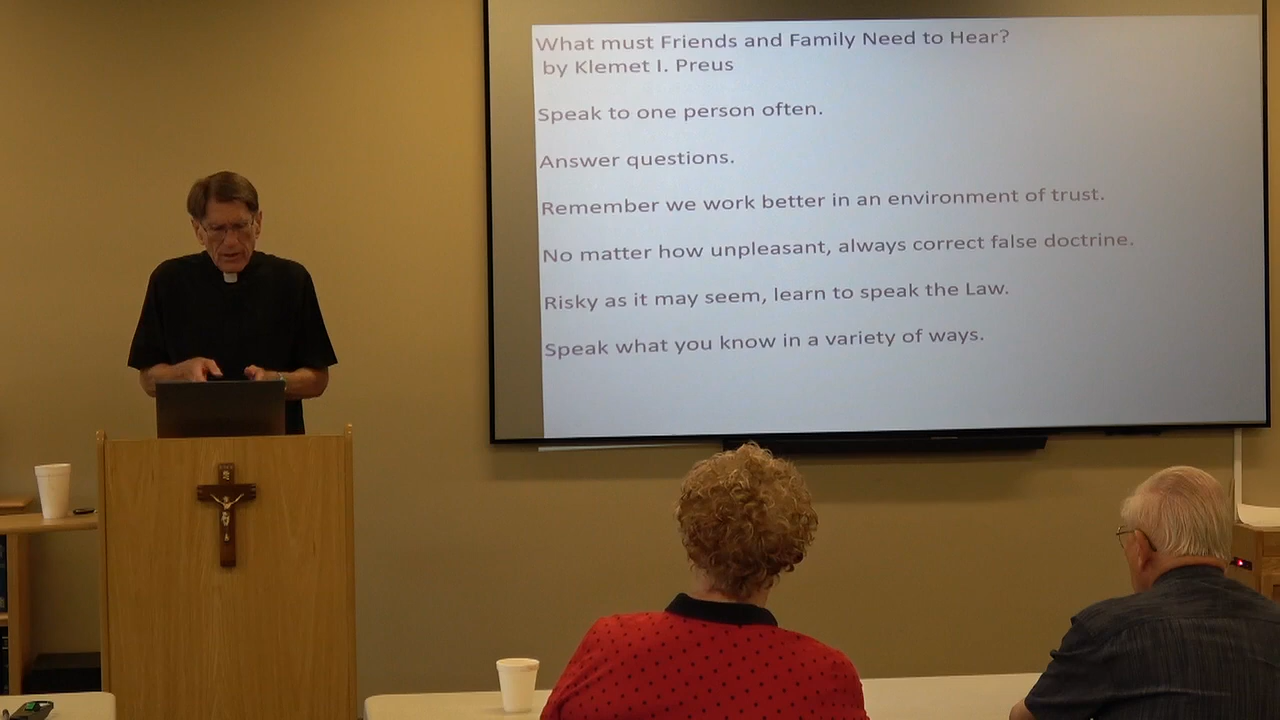 What must Friends and Family Need to Hear?
by Klemet I. Preus
Speak to one person often.
Answer questions.
Remember we work better in an environment of trust.
No matter how unpleasant, always correct false doctrine.
Risky as it may seem, learn to speak the Law.
Speak what you know in a variety of ways.